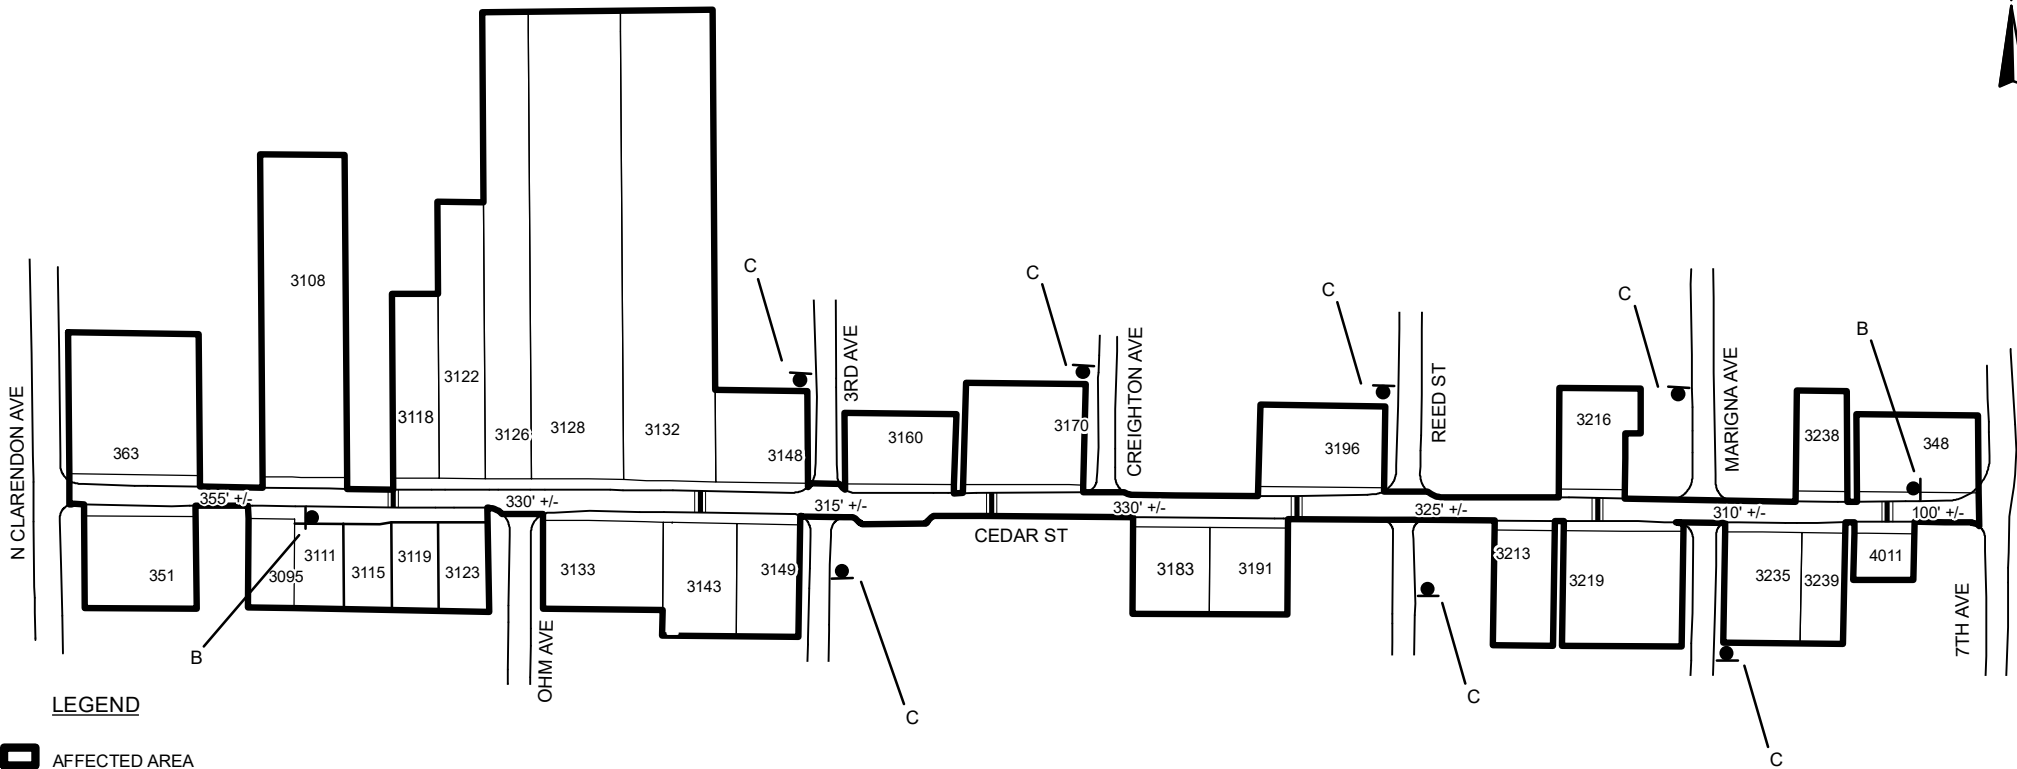 C
C
C
C
B
3108
3RD AVE
CREIGHTON AVE
REED ST
MARIGNA AVE
N CLARENDON AVE
3122
3118
3126
3128
3132
3148
3160
3170
3196
3216
3238
348
363
355' +/-
330' +/-
315' +/-
330' +/-
325' +/-
310' +/-
100' +/-
CEDAR ST
351
3095
3111
3115
3119
3123
3133
3143
3149
3183
3191
3213
3219
3235
3239
4011
B
OHM AVE
C
C
C
7TH AVE
LEGEND
AFFECTED AREA